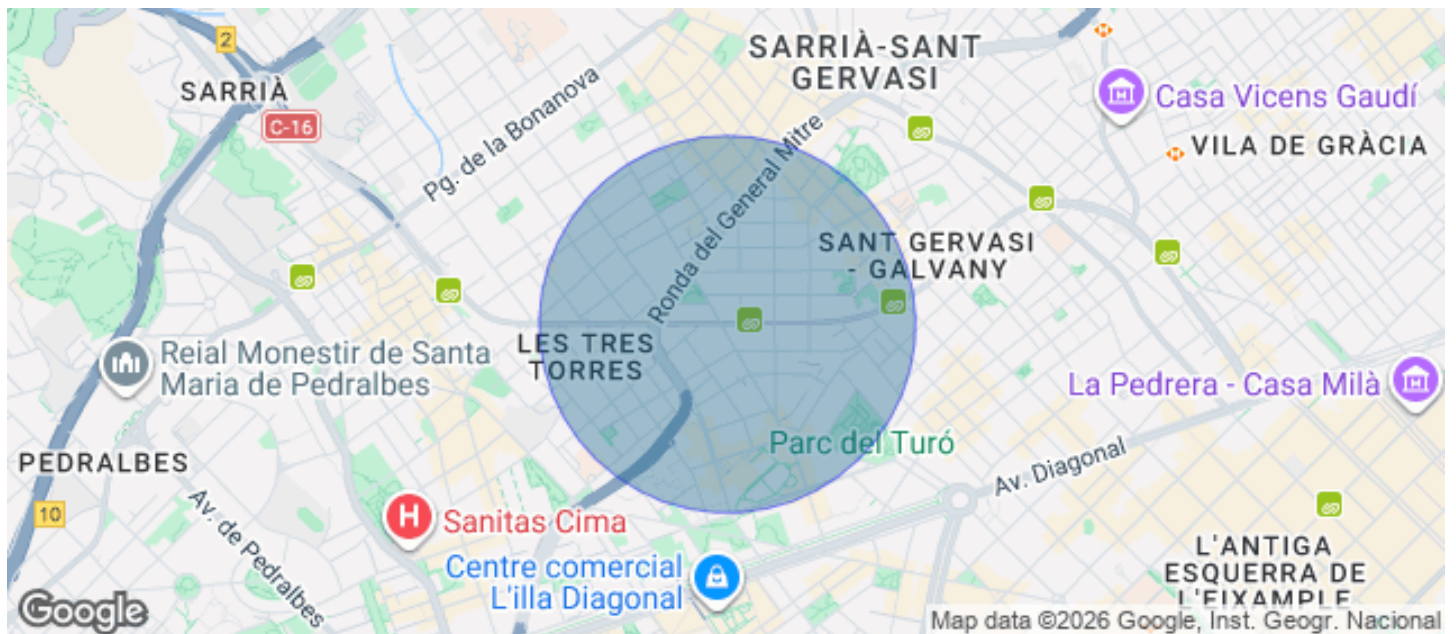 2
SARRIÀ
C-16
Pg. de la Bonanova
SARRIÀ-SANT
GERVASI
Casa Vicens Gaudí
VILA DE GRÀCIA
Ronda del General Mitre
SANT GERVASI
- GALVANY
LES TRES
TORRES
Reial Monestir de Santa
Maria de Pedralbes
La Pedrera - Casa Milà
PEDRALBES
10
Av. de Pedralbes
H
Sanitas Cima
Parc del Turó
Av. Diagonal
Centre comercial
L'illa Diagonal
L'ANTIGA
ESQUERRA DE
L'EIXAMPLE
Google
Map data ©2026 Google, Inst. Geogr. Nacional